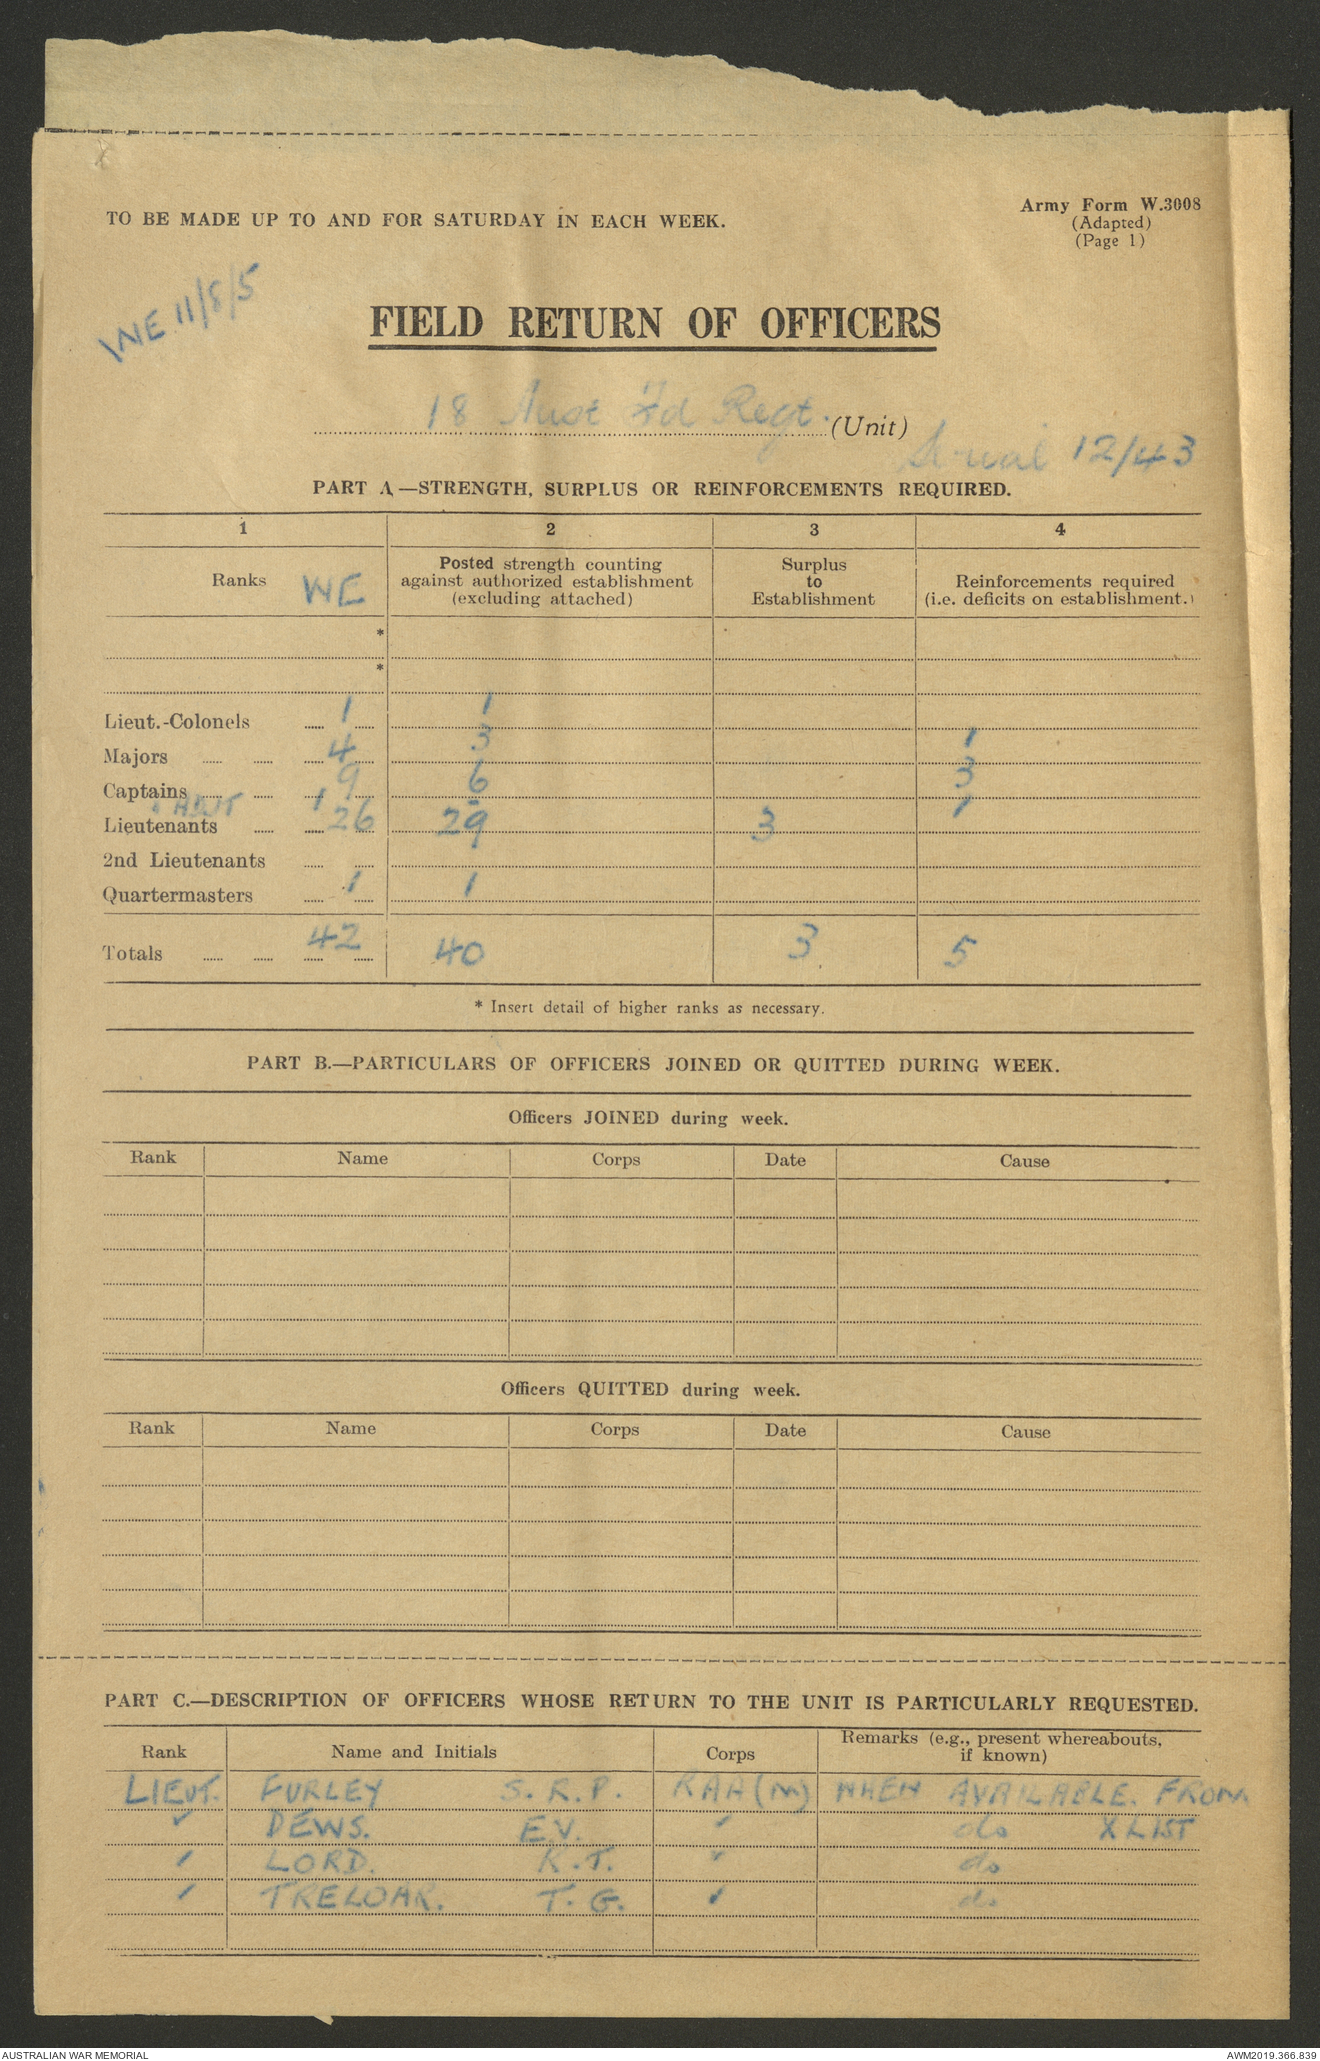 TO BE MADE UP TO AND FOR SATURDAY IN EACH WEEK.
Army Form W.3008
(Adapted)
(Page 1)
WE 11/8/5
FIELD RETURN OF OFFICERS
18 Aust Fd Regt. (Unit)
Serial 12/43
PART A—STRENGTH, SURPLUS OR REINFORCEMENTS REQUIRED.
1 2 3 4
Ranks WE
Posted strength counting
against authorized establishment
(excluding attached)
Surplus
to
Establishment
Reinforcements required
(i.e. deficits on establishment.)
*
*
Lieut.-Colonels 1 1
Majors 4 3 1
Captains 9 6 3
ADJT 1 - 1
Lieutenants 26 29 3
2nd Lieutenants
Quartermasters 1 1
Totals 42 40 3 5
* Insert detail of higher ranks as necessary.
PART B.—PARTICULARS OF OFFICERS JOINED OR QUITTED DURING WEEK.
Officers JOINED during week.
Rank Name Corps Date Cause
Officers QUITTED during week.
Rank Name Corps Date Cause
PART C.—DESCRIPTION OF OFFICERS WHOSE RETURN TO THE UNIT IS PARTICULARLY REQUESTED.
Rank Name and Initials Corps
Remarks (e.g., present whereabouts,
if known)
LIEUT. FURLEY S. R. P. RAA (M) WHEN AVAILABLE. FROM
" DEWS. E.V. " do X LIST
" LORD. K.T. " do
" TRELOAR. T. G. " do
AUSTRALIAN WAR MEMORIAL
AWM2019.366.839